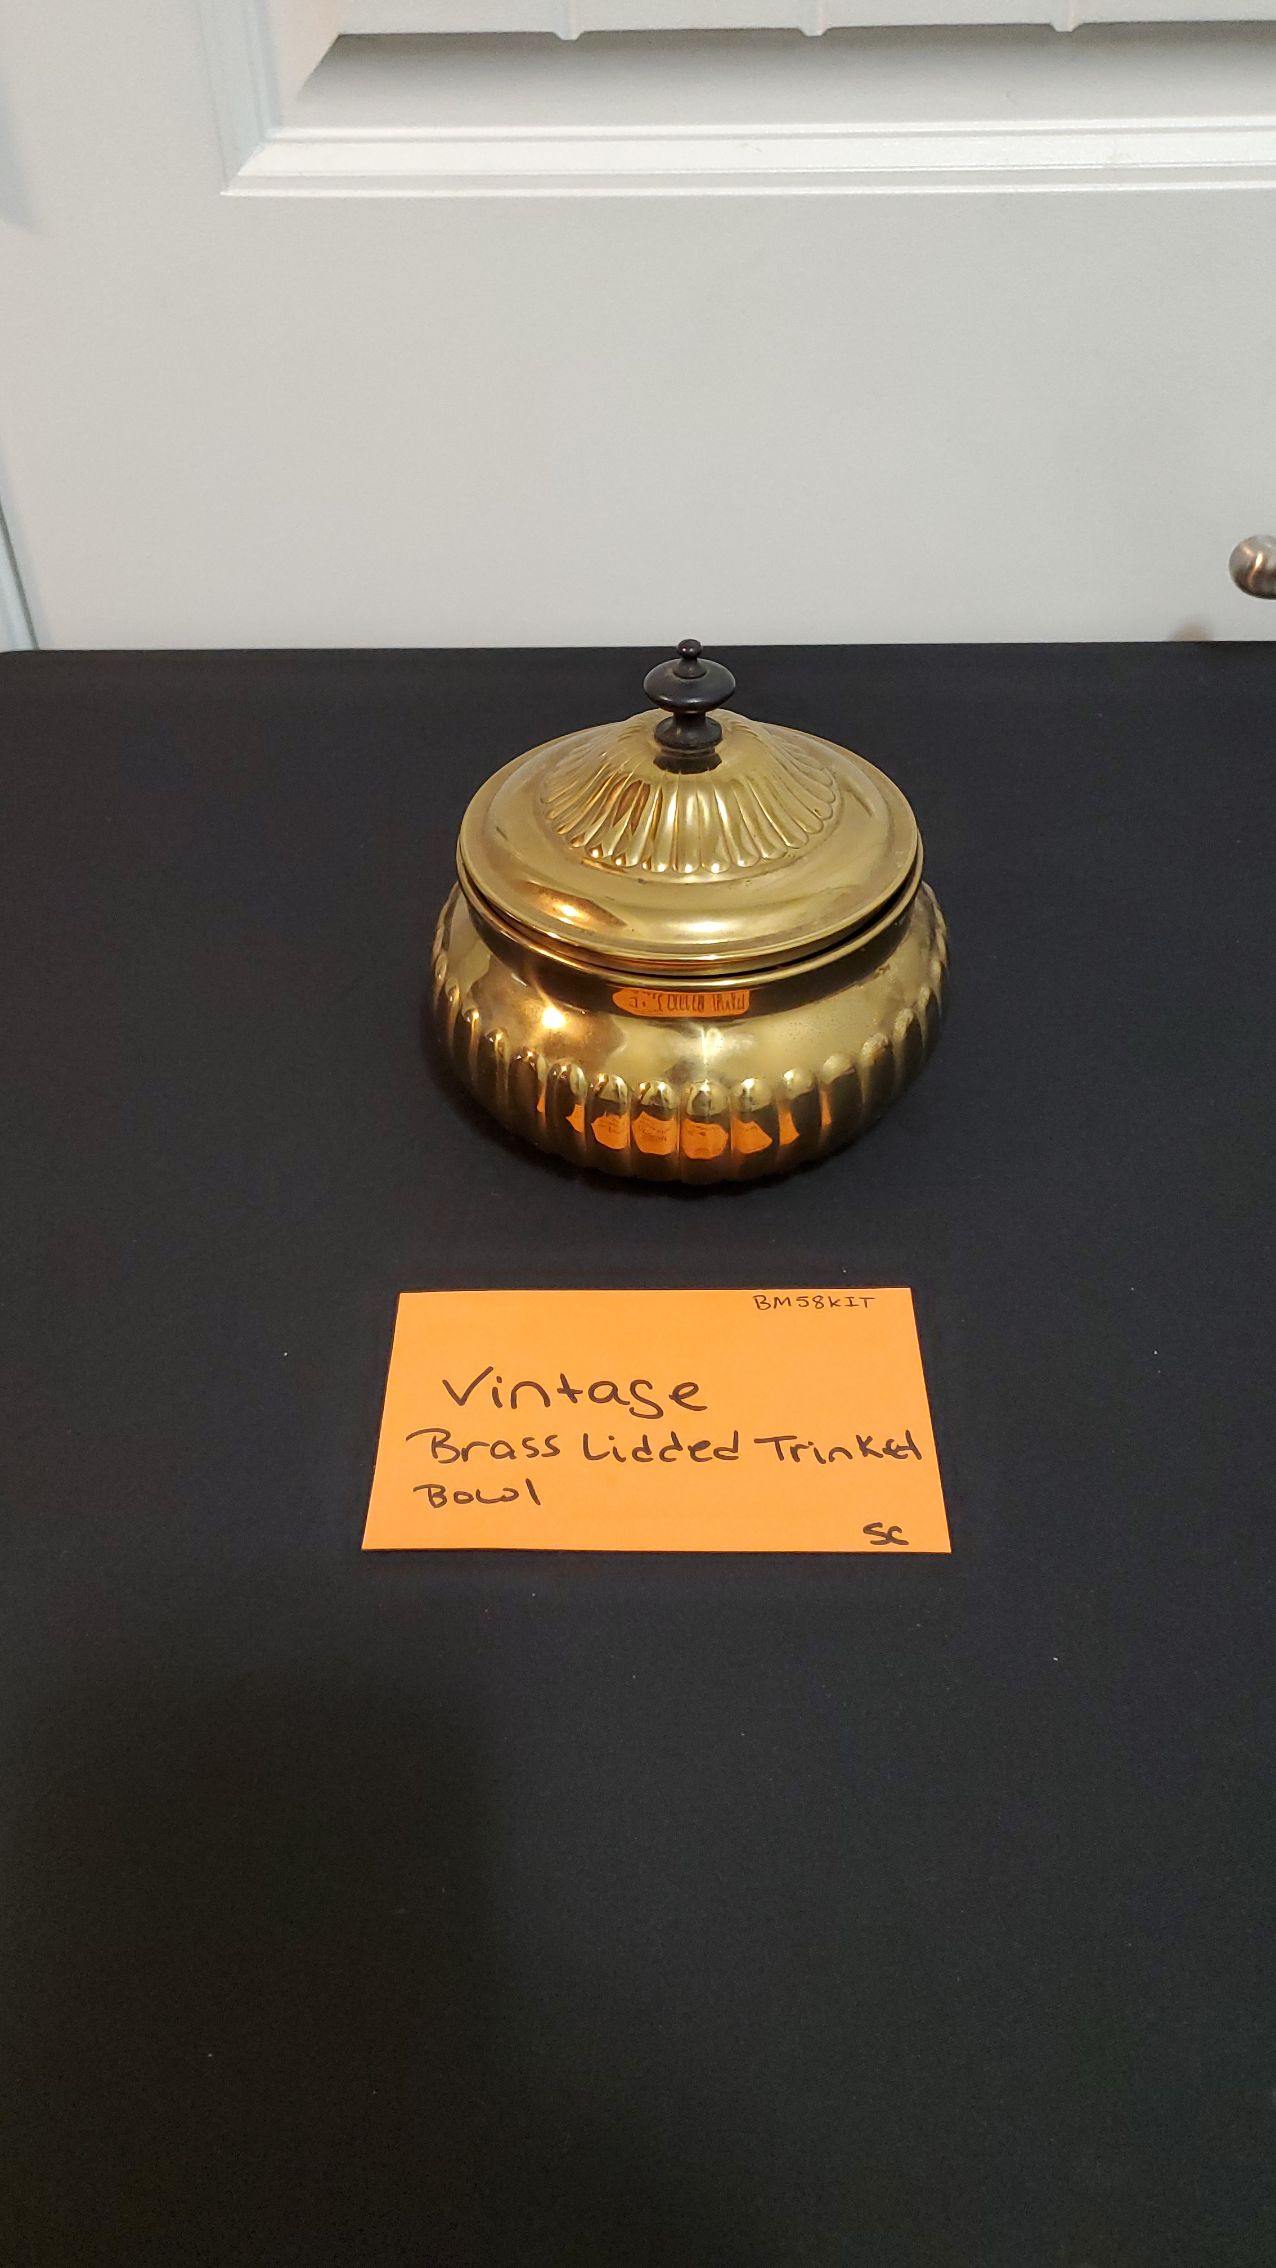 BM58KIT
Vintage
Brass Lidded Trinket
Bowl
SC